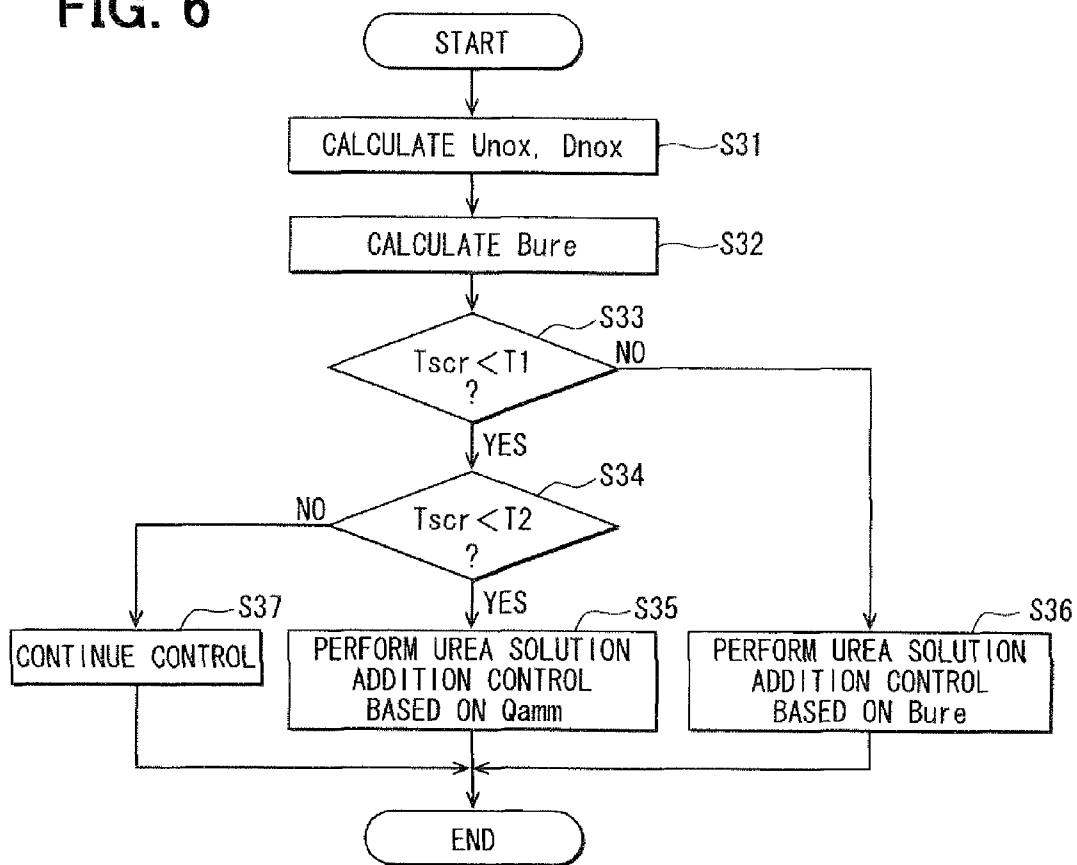 FIG. 6
START
CALCULATE Unox, Dnox
S31
CALCULATE Bure
S32
S33
Tscr<T1
?
NO
YES
S34
NO
Tscr<T2
?
YES
S37
S35
S36
CONTINUE CONTROL
PERFORM UREA SOLUTION
ADDITION CONTROL
BASED ON Qamm
PERFORM UREA SOLUTION
ADDITION CONTROL
BASED ON Bure
END